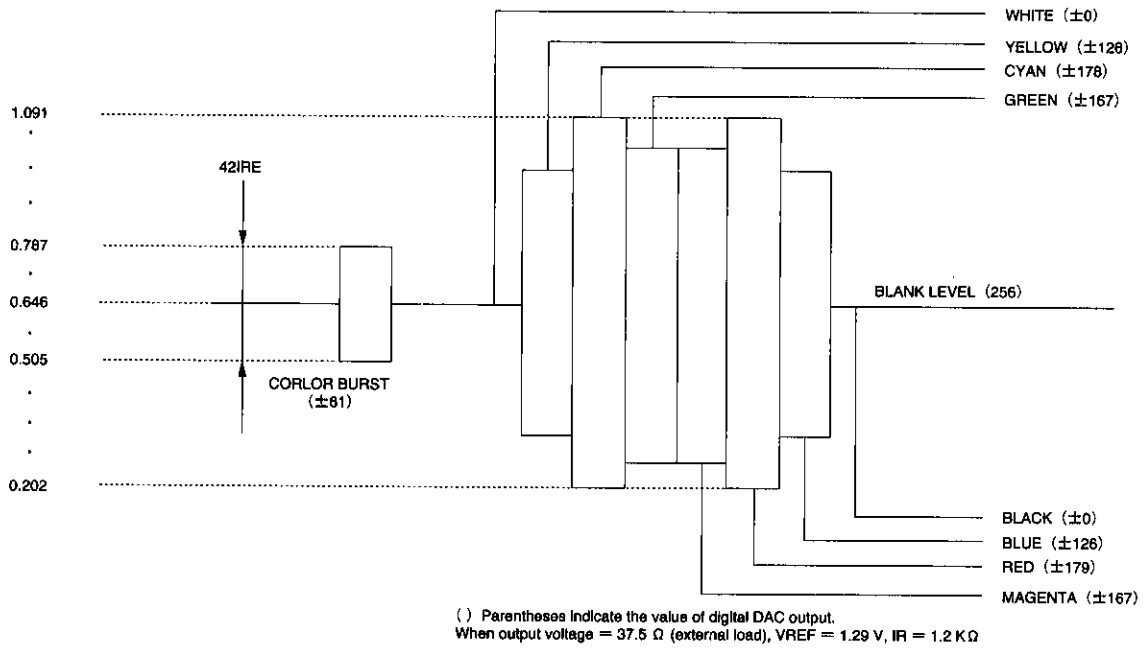 WHITE (±0)
YELLOW (±126)
CYAN (±178)
GREEN (±167)
1.091
42IRE
0.787
0.646
BLANK LEVEL (256)
0.505
CORLOR BURST
(±61)
0.202
BLACK (±0)
BLUE (±126)
RED (±179)
MAGENTA (±167)
( ) Parentheses indicate the value of digital DAC output.
When output voltage = 37.5 Ω (external load), VREF = 1.29 V, IR = 1.2 KΩ